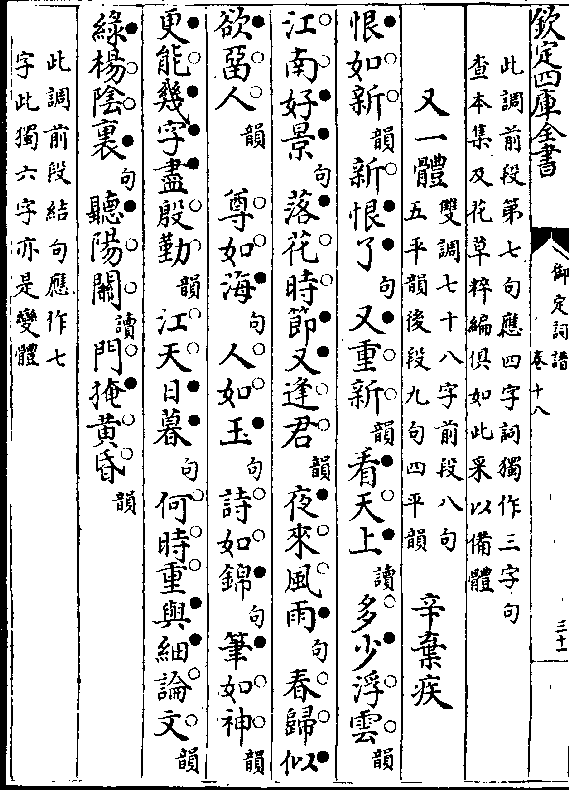 欽定四庫全書
御定詞譜
卷十八
三十一
此調前段第七句應四字詞獨作三字句
查本集及花草粹編俱如此采以備體
又一體 雙調七十八字前段八句
五平韻後段九句四平韻 辛棄疾
恨如新韻新恨了句又重新韻看天上讀多少浮雲韻
江南好景句落花時節又逢君韻夜來風雨句春歸似
欲留人韻 尊如海句人如玉句詩如錦句筆如神韻
更能幾字盡殷勤韻江天日暮句何時重與細論文韻
綠楊陰裏句聽陽關讀門掩黃昏韻
此調前段結句應作七
字此獨六字亦是變體